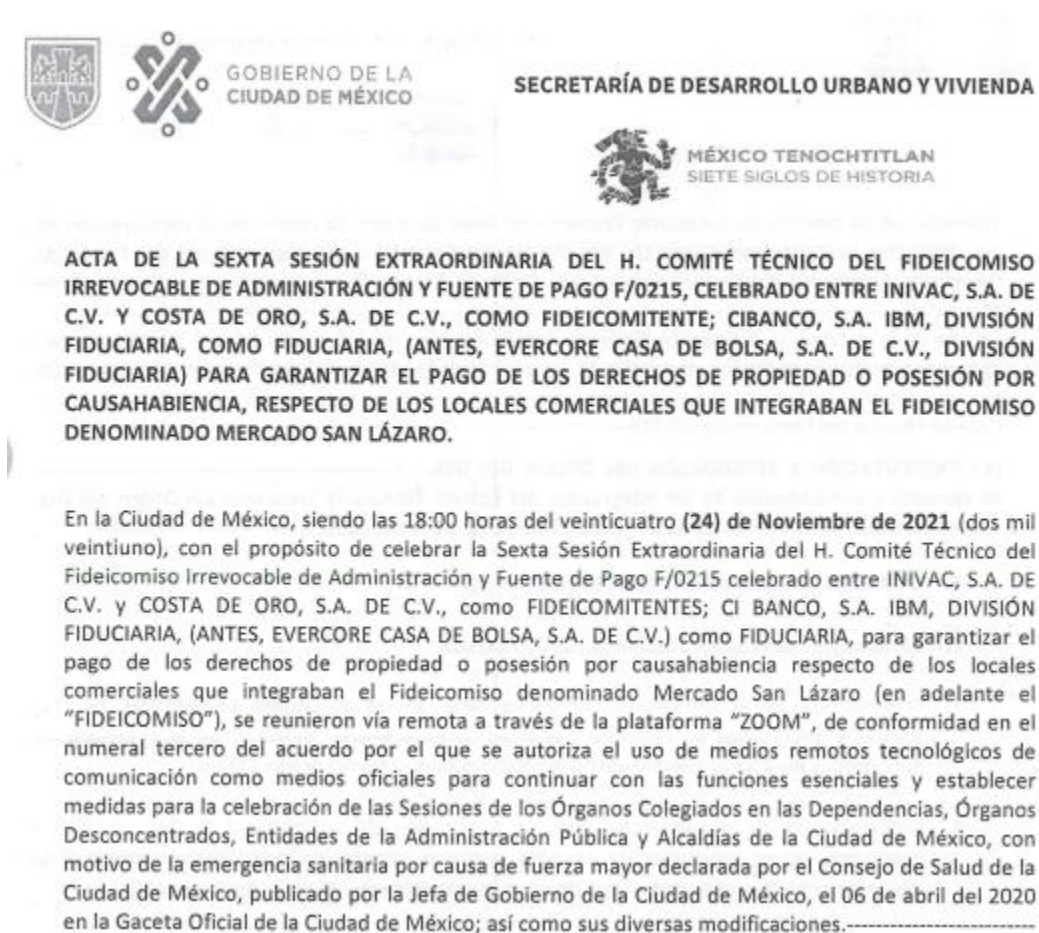 GOBIERNO DE LA
CIUDAD DE MÉXICO
SECRETARÍA DE DESARROLLO URBANO Y VIVIENDA
MÉXICO TENOCHTITLAN
SIETE SIGLOS DE HISTORIA
ACTA DE LA SEXTA SESIÓN EXTRAORDINARIA DEL H. COMITÉ TÉCNICO DEL FIDEICOMISO
IRREVOCABLE DE ADMINISTRACIÓN Y FUENTE DE PAGO F/0215, CELEBRADO ENTRE INIVAC, S.A. DE
C.V. Y COSTA DE ORO, S.A. DE C.V., COMO FIDEICOMITENTE; CIBANCO, S.A. IBM, DIVISIÓN
FIDUCIARIA, COMO FIDUCIARIA, (ANTES, EVERCORE CASA DE BOLSA, S.A. DE C.V., DIVISIÓN
FIDUCIARIA) PARA GARANTIZAR EL PAGO DE LOS DERECHOS DE PROPIEDAD O POSESIÓN POR
CAUSAHABIENCIA, RESPECTO DE LOS LOCALES COMERCIALES QUE INTEGRABAN EL FIDEICOMISO
DENOMINADO MERCADO SAN LÁZARO.
En la Ciudad de México, siendo las 18:00 horas del veinticuatro (24) de Noviembre de 2021 (dos mil
veintiuno), con el propósito de celebrar la Sexta Sesión Extraordinaria del H. Comité Técnico del
Fideicomiso Irrevocable de Administración y Fuente de Pago F/0215 celebrado entre INIVAC, S.A. DE
C.V. y COSTA DE ORO, S.A. DE C.V., como FIDEICOMITENTES; CI BANCO, S.A. IBM, DIVISIÓN
FIDUCIARIA, (ANTES, EVERCORE CASA DE BOLSA, S.A. DE C.V.) como FIDUCIARIA, para garantizar el
pago de los derechos de propiedad o posesión por causahabiencia respecto de los locales
comerciales que integraban el Fideicomiso denominado Mercado San Lázaro (en adelante el
"FIDEICOMISO"), se reunieron vía remota a través de la plataforma "ZOOM", de conformidad en el
numeral tercero del acuerdo por el que se autoriza el uso de medios remotos tecnológicos de
comunicación como medios oficiales para continuar con las funciones esenciales y establecer
medidas para la celebración de las Sesiones de los Órganos Colegiados en las Dependencias, Órganos
Desconcentrados, Entidades de la Administración Pública y Alcaldías de la Ciudad de México, con
motivo de la emergencia sanitaria por causa de fuerza mayor declarada por el Consejo de Salud de la
Ciudad de México, publicado por la Jefa de Gobierno de la Ciudad de México, el 06 de abril del 2020
en la Gaceta Oficial de la Ciudad de México; así como sus diversas modificaciones.-------------------------